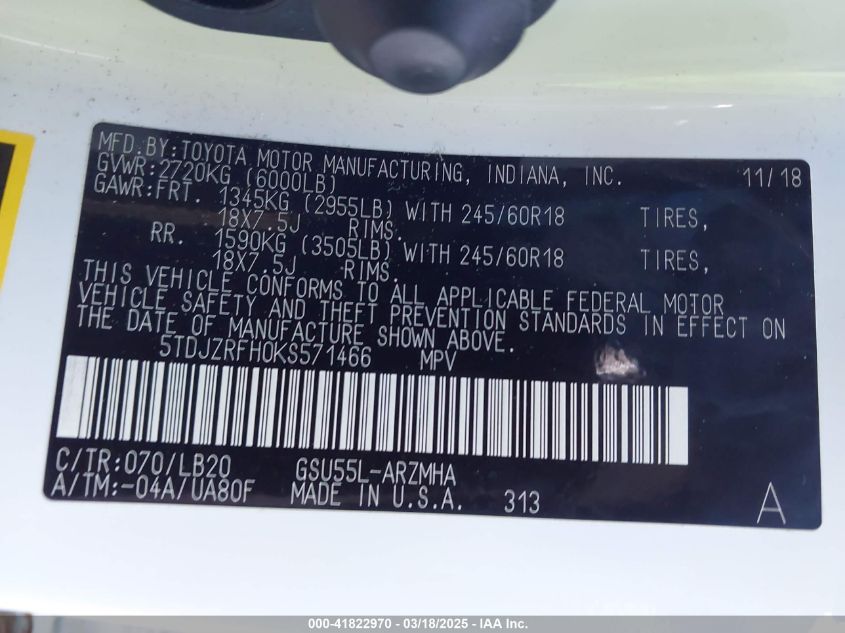 MFD.BY:TOYOTA MOTOR MANUFACTURING, INDIANA, INC. 11/18
GVWR:2720KG (6000LB)
GAWR:FRT. 1345KG (2955LB) WITH 245/60R18 TIRES,
18X7.5J RIMS.
RR. 1590KG (3505LB) WITH 245/60R18 TIRES,
18X7.5J RIMS.
THIS VEHICLE CONFORMS TO ALL APPLICABLE FEDERAL MOTOR
VEHICLE SAFETY AND THEFT PREVENTION STANDARDS IN EFFECT ON
THE DATE OF MANUFACTURE SHOWN ABOVE.
5TDJZRFH0KS571466 MPV
C/TR:070/LB20 GSU55L-ARZMHA
A/TM:-04A/UA80F MADE IN U.S.A. 313 A
000-41822970 - 03/18/2025 - IAA Inc.